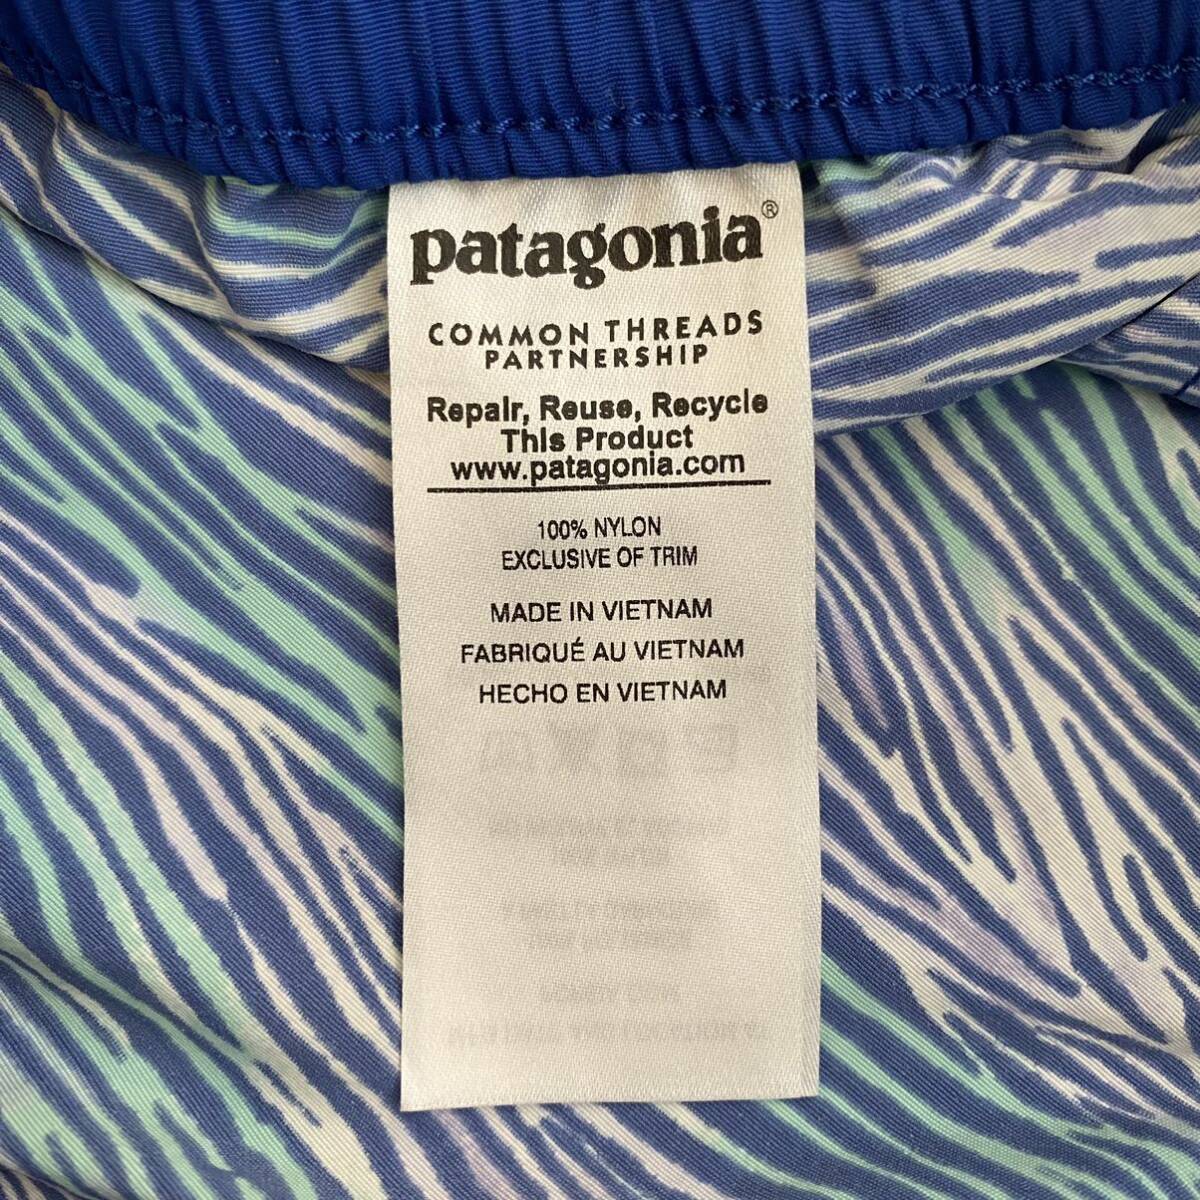 patagonia®
COMMON THREADS
PARTNERSHIP
Repair, Reuse, Recycle
This Product
www.patagonia.com
100% NYLON
EXCLUSIVE OF TRIM
MADE IN VIETNAM
FABRIQUÉ AU VIETNAM
HECHO EN VIETNAM